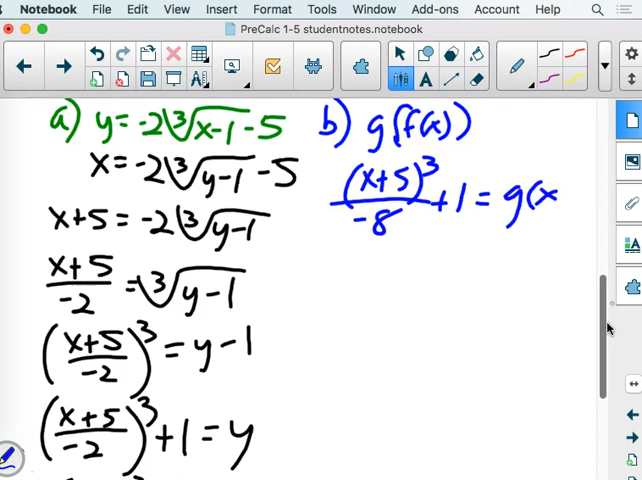 Notebook File Edit View Insert Format Tools Window Add-ons Account Help
PreCalc 1-5 studentnotes.notebook
a) y = -2∛(x-1) - 5
x = -2∛(y-1) - 5
x+5 = -2∛(y-1)
(x+5)/-2 = ∛(y-1)
((x+5)/-2)³ = y-1
((x+5)/-2)³ + 1 = y
b) g(f(x))
(x+5)³/-8 + 1 = g(x